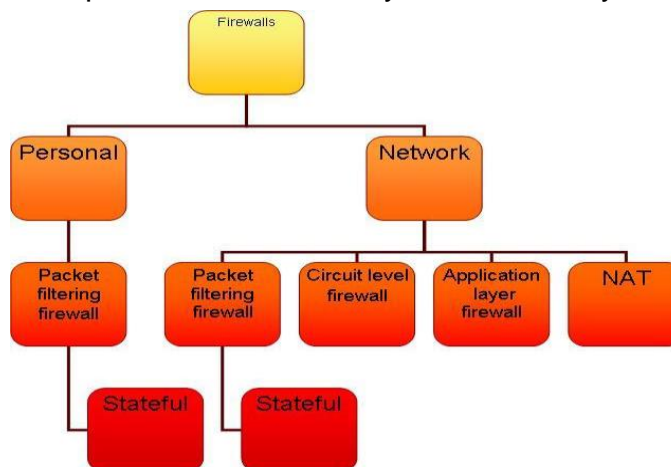 Firewalls
Personal
Network
Packet
filtering
firewall
Packet
filtering
firewall
Circuit level
firewall
Application
layer
firewall
NAT
Stateful
Stateful